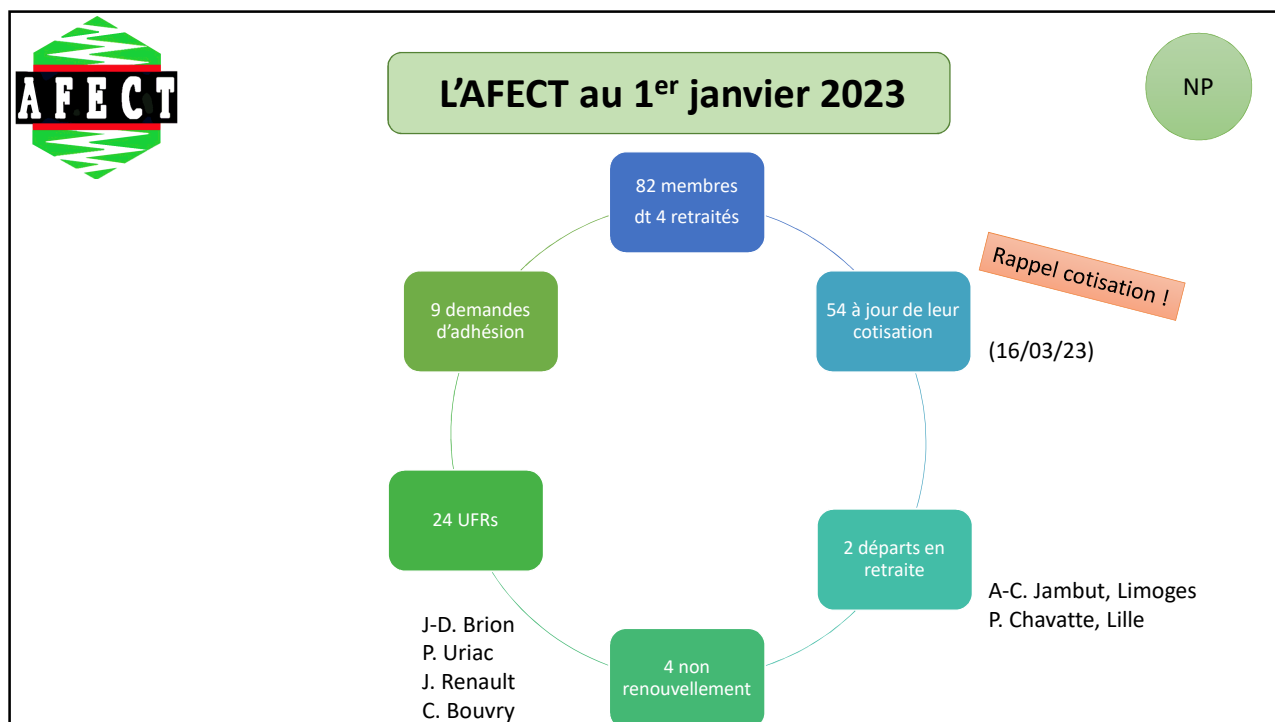 AFECT
L'AFECT au 1er janvier 2023
NP
82 membres
dt 4 retraités
Rappel cotisation !
54 à jour de leur
cotisation
(16/03/23)
2 départs en
retraite
A-C. Jambut, Limoges
P. Chavatte, Lille
4 non
renouvellement
J-D. Brion
P. Uriac
J. Renault
C. Bouvry
24 UFRs
9 demandes
d'adhésion